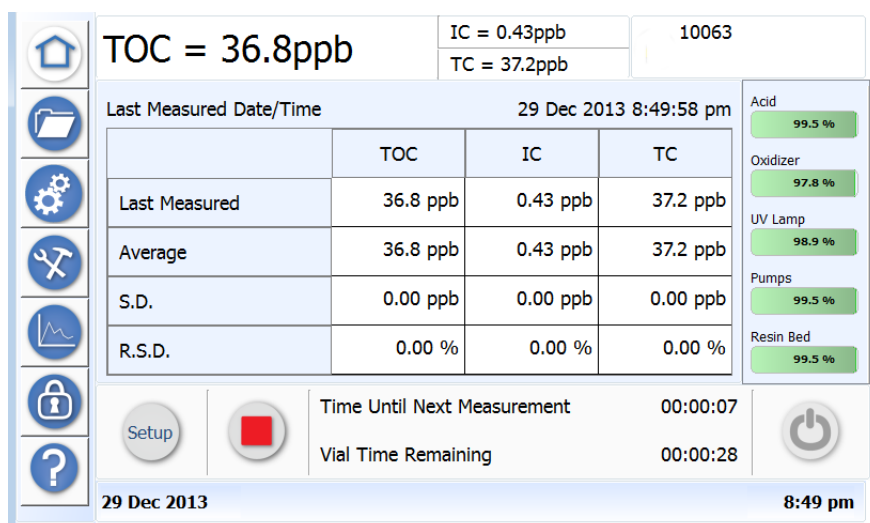 TOC = 36.8ppb
IC = 0.43ppb
TC = 37.2ppb
10063
Last Measured Date/Time 29 Dec 2013 8:49:58 pm
TOC IC TC
Last Measured 36.8 ppb 0.43 ppb 37.2 ppb
Average 36.8 ppb 0.43 ppb 37.2 ppb
S.D. 0.00 ppb 0.00 ppb 0.00 ppb
R.S.D. 0.00 % 0.00 % 0.00 %
Acid
99.5 %
Oxidizer
97.8 %
UV Lamp
98.9 %
Pumps
99.5 %
Resin Bed
99.5 %
Setup
Time Until Next Measurement 00:00:07
Vial Time Remaining 00:00:28
?
29 Dec 2013 8:49 pm